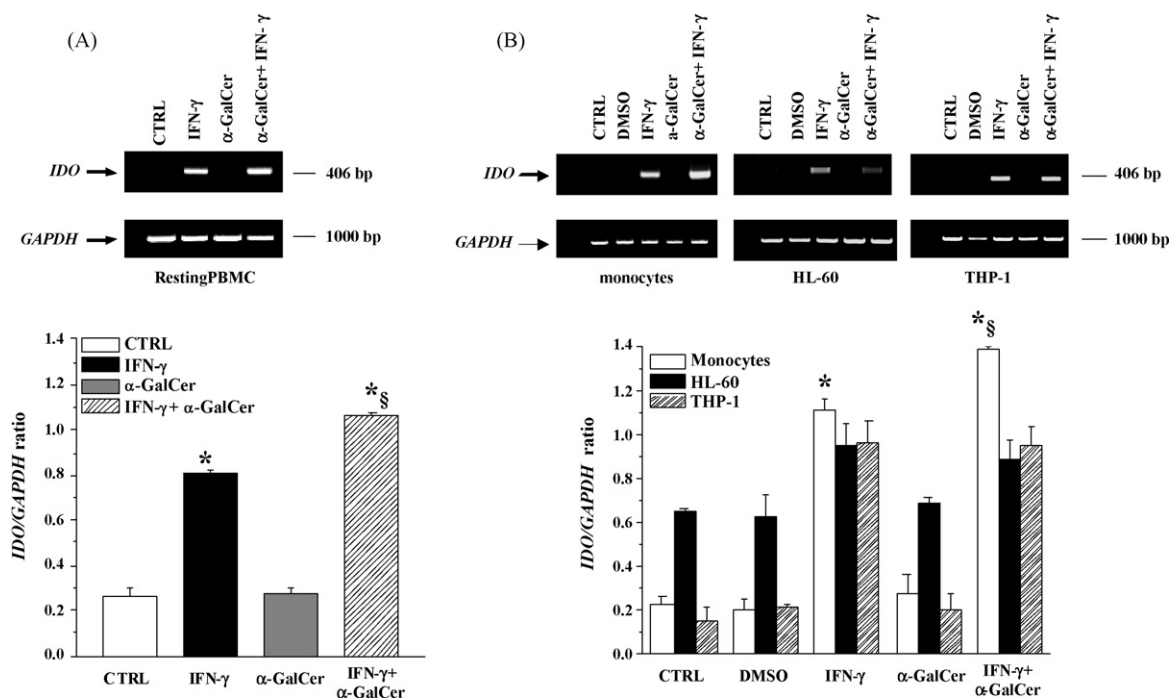 (A)
CTRL
IFN-γ
α-GalCer
α-GalCer+ IFN- γ
IDO
406 bp
GAPDH
1000 bp
RestingPBMC
1.4
1.2
1.0
0.8
0.6
0.4
0.2
0.0
IDO/GAPDH ratio
CTRL
IFN-γ
α-GalCer
IFN-γ+ α-GalCer
*
*§
CTRL
IFN-γ
α-GalCer
IFN-γ+
α-GalCer
(B)
CTRL
DMSO
IFN-γ
a-GalCer
α-GalCer+ IFN- γ
CTRL
DMSO
IFN-γ
α-GalCer
α-GalCer+ IFN- γ
CTRL
DMSO
IFN-γ
α-GalCer
α-GalCer+ IFN- γ
IDO
406 bp
GAPDH
1000 bp
monocytes
HL-60
THP-1
1.4
1.2
1.0
0.8
0.6
0.4
0.2
0.0
IDO/GAPDH ratio
Monocytes
HL-60
THP-1
*
*§
CTRL
DMSO
IFN-γ
α-GalCer
IFN-γ+
α-GalCer